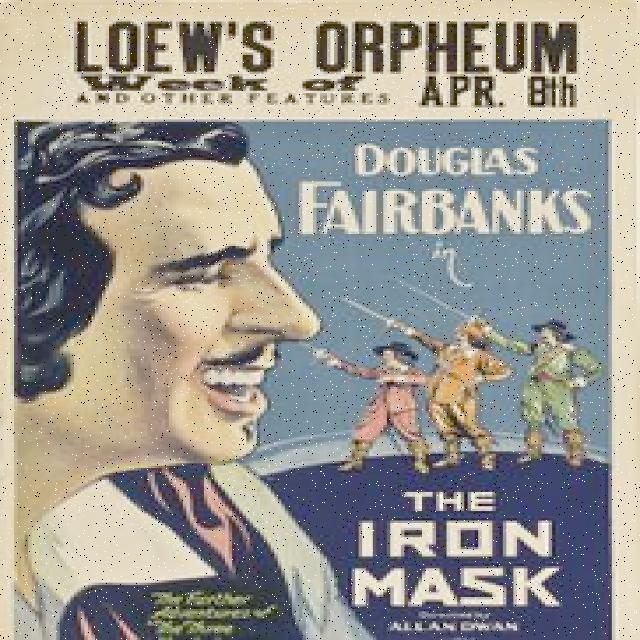 LOEW'S ORPHEUM
Week of APR. 8th
AND OTHER FEATURES
DOUGLAS
FAIRBANKS
in
THE
IRON
MASK
ALLAN DWAN